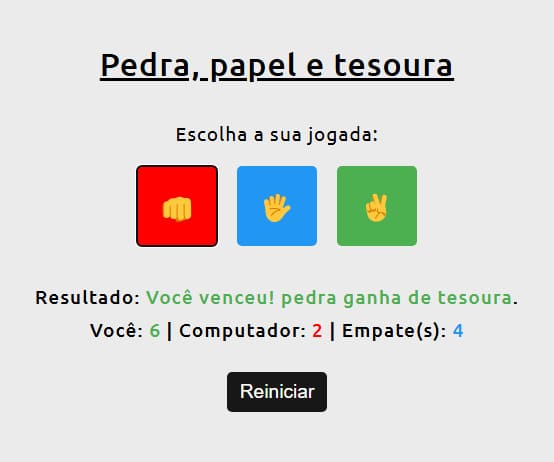 Pedra, papel e tesoura
Escolha a sua jogada:
Resultado: Você venceu! pedra ganha de tesoura.
Você: 6 | Computador: 2 | Empate(s): 4
Reiniciar